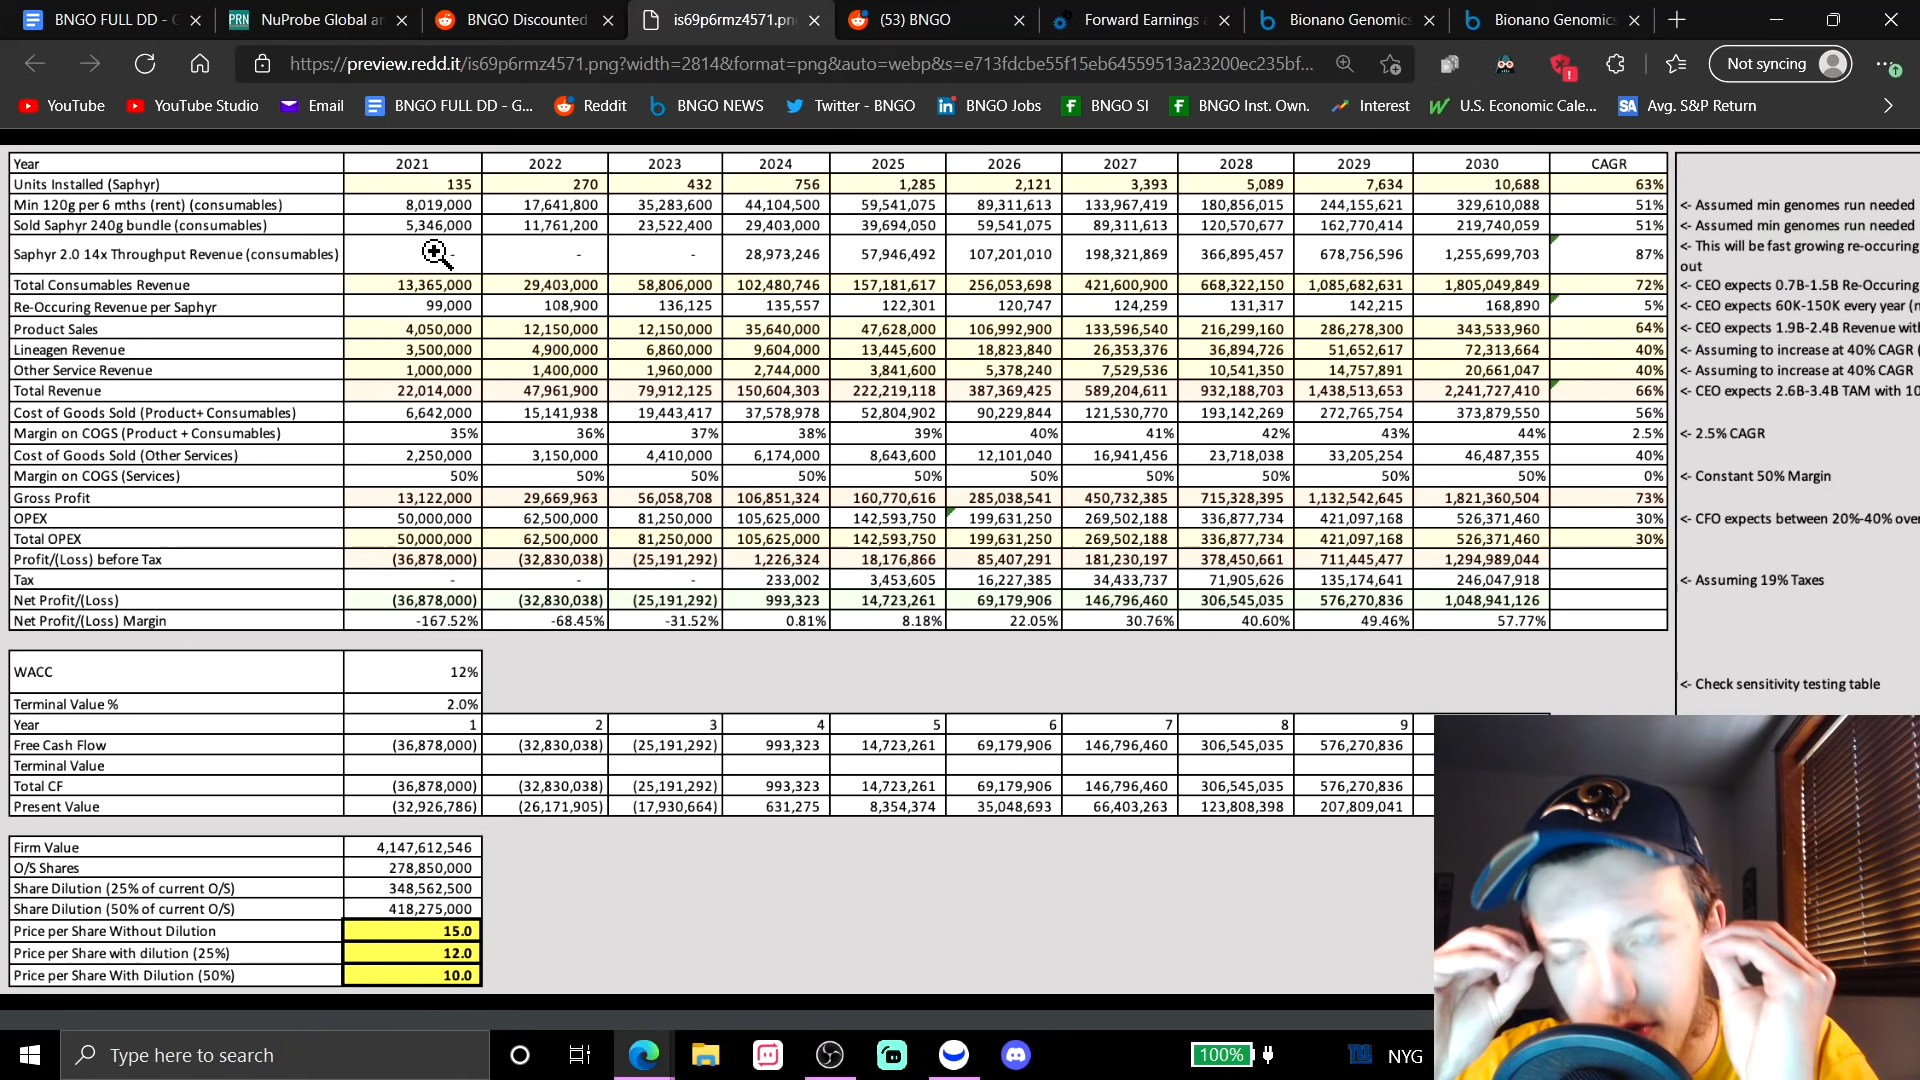 BNGO FULL DD - G
PRN NuProbe Global an
BNGO Discounted
is69p6rmz4571.pn
(53) BNGO
Forward Earnings a
Bionano Genomics
Bionano Genomics
https://preview.redd.it/is69p6rmz4571.png?width=2814&format=png&auto=webp&s=e713fdcbe55f15eb64559513a23200ec235bf...
Not syncing
YouTube YouTube Studio Email BNGO FULL DD - G... Reddit BNGO NEWS Twitter - BNGO BNGO Jobs BNGO SI BNGO Inst. Own. Interest U.S. Economic Cale... SA Avg. S&P Return
Year 2021 2022 2023 2024 2025 2026 2027 2028 2029 2030 CAGR
Units Installed (Saphyr) 135 270 432 756 1,285 2,121 3,393 5,089 7,634 10,688 63%
Min 120g per 6 mths (rent) (consumables) 8,019,000 17,641,800 35,283,600 44,104,500 59,541,075 89,311,613 133,967,419 180,856,015 244,155,621 329,610,088 51% <- Assumed min genomes run needed
Sold Saphyr 240g bundle (consumables) 5,346,000 11,761,200 23,522,400 29,403,000 39,694,050 59,541,075 89,311,613 120,570,677 162,770,414 219,740,059 51% <- Assumed min genomes run needed
Saphyr 2.0 14x Throughput Revenue (consumables) - - - 28,973,246 57,946,492 107,201,010 198,321,869 366,895,457 678,756,596 1,255,699,703 87% <- This will be fast growing re-occuring
out
Total Consumables Revenue 13,365,000 29,403,000 58,806,000 102,480,746 157,181,617 256,053,698 421,600,900 668,322,150 1,085,682,631 1,805,049,849 72% <- CEO expects 0.7B-1.5B Re-Occuring
Re-Occuring Revenue per Saphyr 99,000 108,900 136,125 135,557 122,301 120,747 124,259 131,317 142,215 168,890 5% <- CEO expects 60K-150K every year (n
Product Sales 4,050,000 12,150,000 12,150,000 35,640,000 47,628,000 106,992,900 133,596,540 216,299,160 286,278,300 343,533,960 64% <- CEO expects 1.9B-2.4B Revenue with
Lineagen Revenue 3,500,000 4,900,000 6,860,000 9,604,000 13,445,600 18,823,840 26,353,376 36,894,726 51,652,617 72,313,664 40% <- Assuming to increase at 40% CAGR (
Other Service Revenue 1,000,000 1,400,000 1,960,000 2,744,000 3,841,600 5,378,240 7,529,536 10,541,350 14,757,891 20,661,047 40% <- Assuming to increase at 40% CAGR
Total Revenue 22,014,000 47,961,900 79,912,125 150,604,303 222,219,118 387,369,425 589,204,611 932,188,703 1,438,513,653 2,241,727,410 66% <- CEO expects 2.6B-3.4B TAM with 10
Cost of Goods Sold (Product+ Consumables) 6,642,000 15,141,938 19,443,417 37,578,978 52,804,902 90,229,844 121,530,770 193,142,269 272,765,754 373,879,550 56%
Margin on COGS (Product + Consumables) 35% 36% 37% 38% 39% 40% 41% 42% 43% 44% 2.5% <- 2.5% CAGR
Cost of Goods Sold (Other Services) 2,250,000 3,150,000 4,410,000 6,174,000 8,643,600 12,101,040 16,941,456 23,718,038 33,205,254 46,487,355 40%
Margin on COGS (Services) 50% 50% 50% 50% 50% 50% 50% 50% 50% 50% 0% <- Constant 50% Margin
Gross Profit 13,122,000 29,669,963 56,058,708 106,851,324 160,770,616 285,038,541 450,732,385 715,328,395 1,132,542,645 1,821,360,504 73%
OPEX 50,000,000 62,500,000 81,250,000 105,625,000 142,593,750 199,631,250 269,502,188 336,877,734 421,097,168 526,371,460 30% <- CFO expects between 20%-40% over
Total OPEX 50,000,000 62,500,000 81,250,000 105,625,000 142,593,750 199,631,250 269,502,188 336,877,734 421,097,168 526,371,460 30%
Profit/(Loss) before Tax (36,878,000) (32,830,038) (25,191,292) 1,226,324 18,176,866 85,407,291 181,230,197 378,450,661 711,445,477 1,294,989,044
Tax - - - 233,002 3,453,605 16,227,385 34,433,737 71,905,626 135,174,641 246,047,918 <- Assuming 19% Taxes
Net Profit/(Loss) (36,878,000) (32,830,038) (25,191,292) 993,323 14,723,261 69,179,906 146,796,460 306,545,035 576,270,836 1,048,941,126
Net Profit/(Loss) Margin -167.52% -68.45% -31.52% 0.81% 8.18% 22.05% 30.76% 40.60% 49.46% 57.77%
WACC 12% <- Check sensitivity testing table
Terminal Value % 2.0%
Year 1 2 3 4 5 6 7 8 9
Free Cash Flow (36,878,000) (32,830,038) (25,191,292) 993,323 14,723,261 69,179,906 146,796,460 306,545,035 576,270,836
Terminal Value
Total CF (36,878,000) (32,830,038) (25,191,292) 993,323 14,723,261 69,179,906 146,796,460 306,545,035 576,270,836
Present Value (32,926,786) (26,171,905) (17,930,664) 631,275 8,354,374 35,048,693 66,403,263 123,808,398 207,809,041
Firm Value 4,147,612,546
O/S Shares 278,850,000
Share Dilution (25% of current O/S) 348,562,500
Share Dilution (50% of current O/S) 418,275,000
Price per Share Without Dilution 15.0
Price per Share with dilution (25%) 12.0
Price per Share With Dilution (50%) 10.0
Type here to search
100%
NYG